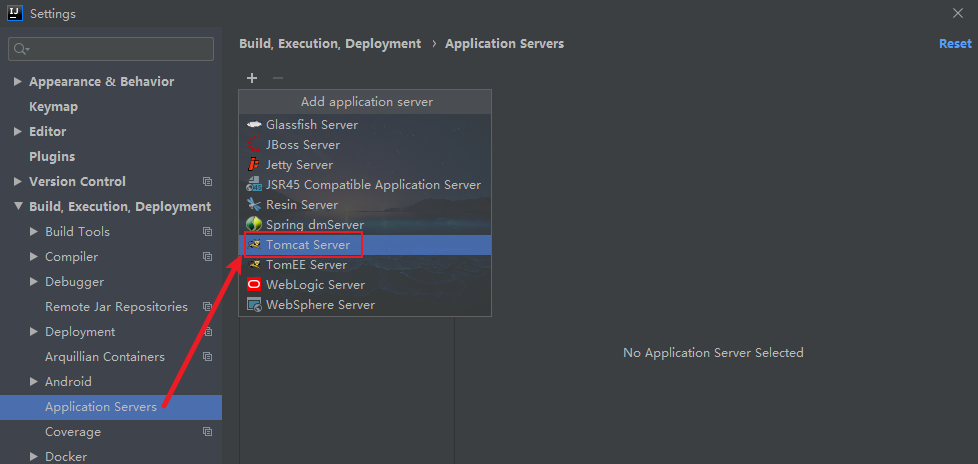 Settings
Build, Execution, Deployment › Application Servers
Reset
Appearance & Behavior
Keymap
Editor
Plugins
Version Control
Build, Execution, Deployment
Build Tools
Compiler
Debugger
Remote Jar Repositories
Deployment
Arquillian Containers
Android
Application Servers
Coverage
Docker
Add application server
Glassfish Server
JBoss Server
Jetty Server
JSR45 Compatible Application Server
Resin Server
Spring dmServer
Tomcat Server
TomEE Server
WebLogic Server
WebSphere Server
No Application Server Selected